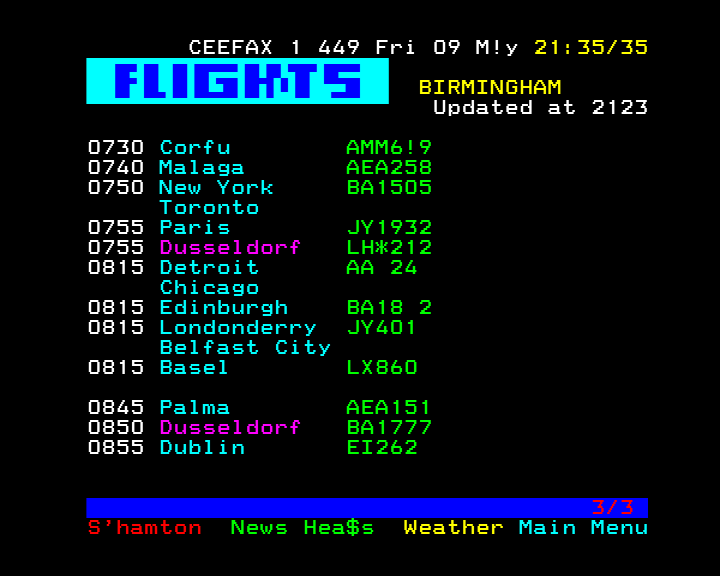 CEEFAX 1 449 Fri 09 M!y 21:35/35
FLIGHTS
BIRMINGHAM
Updated at 2123
0730 Corfu AMM6!9
0740 Malaga AEA258
0750 New York BA1505
Toronto
0755 Paris JY1932
0755 Dusseldorf LH*212
0815 Detroit AA 24
Chicago
0815 Edinburgh BA18 2
0815 Londonderry JY401
Belfast City
0815 Basel LX860
0845 Palma AEA151
0850 Dusseldorf BA1777
0855 Dublin EI262
3/3
S'hamton News Hea$s Weather Main Menu